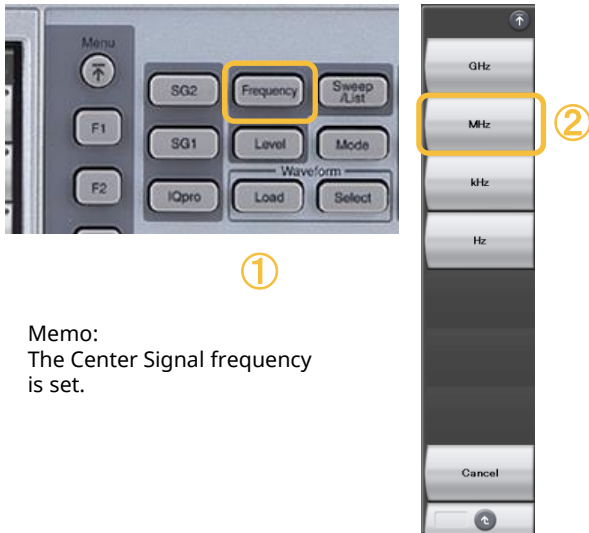 Menu
SG2
Frequency
Sweep
/List
F1
SG1
Level
Mode
Waveform
F2
IQpro
Load
Select
①
GHz
MHz
②
kHz
Hz
Cancel
Memo:
The Center Signal frequency
is set.